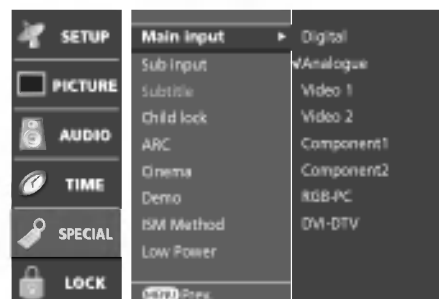 SETUP
PICTURE
AUDIO
TIME
SPECIAL
LOCK
Main input
Sub input
Subtitle
Child lock
ARC
Cinema
Demo
ISM Method
Low Power
MENU Prev.
Digital
Analogue
Video 1
Video 2
Component1
Component2
RGB-PC
DVI-DTV